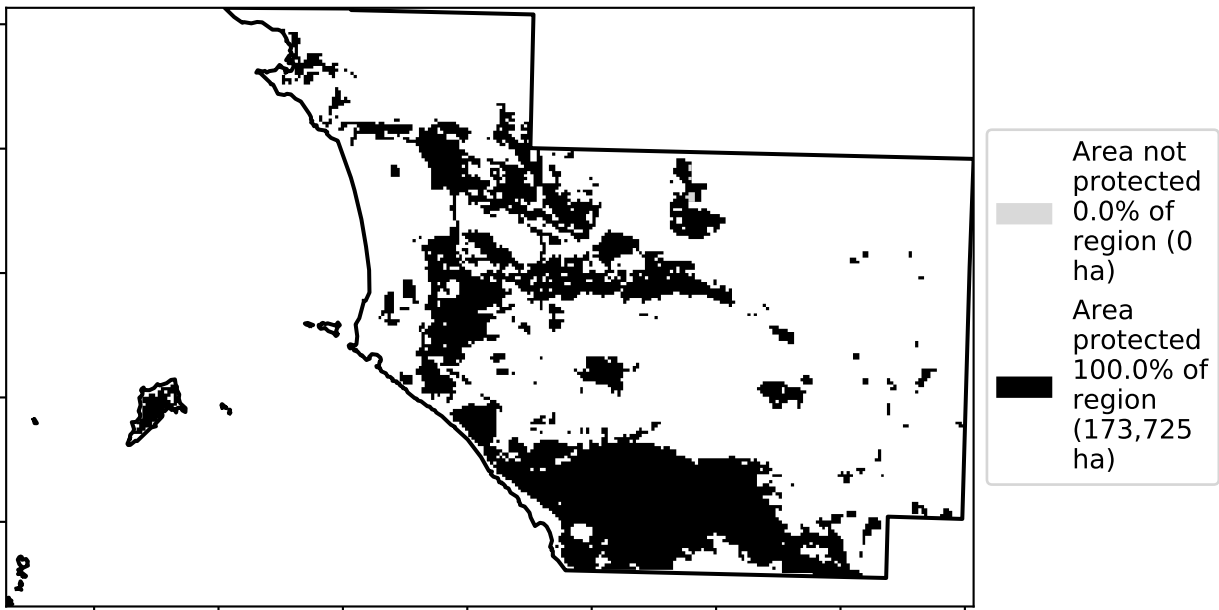 Area not
protected
0.0% of
region (0
ha)
Area
protected
100.0% of
region
(173,725
ha)